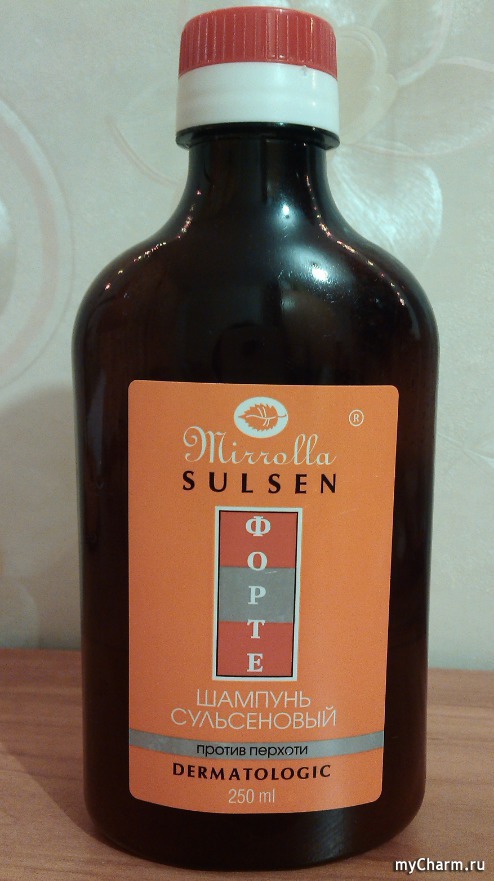 Mirrolla
®
SULSEN
ФОРТЕ
ШАМПУНЬ
СУЛЬСЕНОВЫЙ
против перхоти
DERMATOLOGIC
250 ml
myCharm.ru